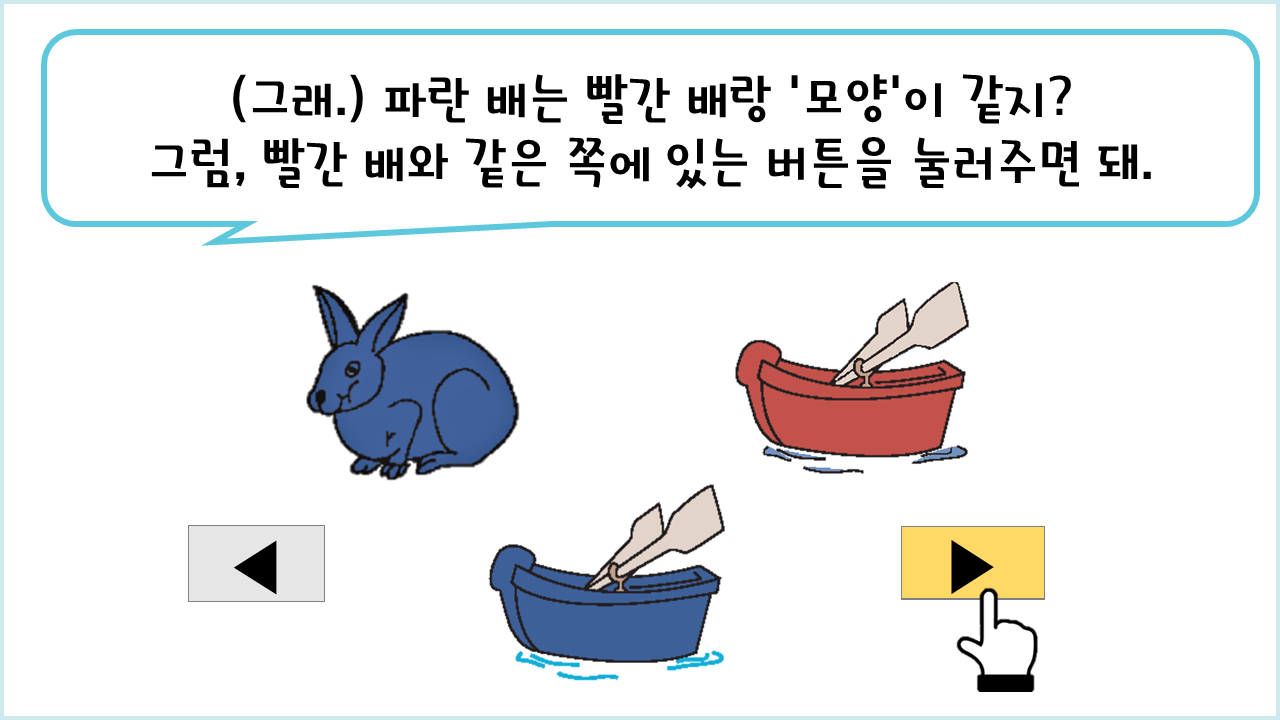 (그래.) 파란 배는 빨간 배랑 '모양'이 같지?
그럼, 빨간 배와 같은 쪽에 있는 버튼을 눌러주면 돼.